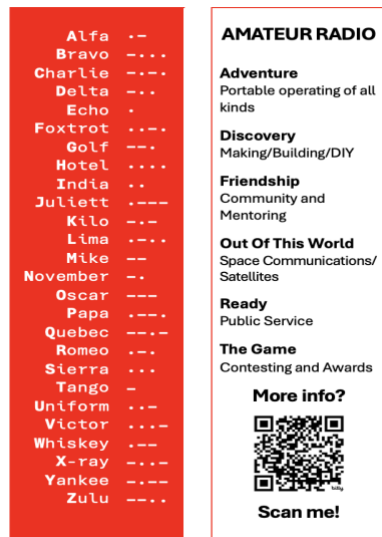 Alfa .-
Bravo -...
Charlie -.-.
Delta -..
Echo .
Foxtrot ..-.
Golf --.
Hotel ....
India ..
Juliett .---
Kilo -.-
Lima .-..
Mike --
November -.
Oscar ---
Papa .--.
Quebec --.-
Romeo .-.
Sierra ...
Tango -
Uniform ..-
Victor ...-
Whiskey .--
X-ray -..-
Yankee -.--
Zulu --..
AMATEUR RADIO
Adventure
Portable operating of all
kinds
Discovery
Making/Building/DIY
Friendship
Community and
Mentoring
Out Of This World
Space Communications/
Satellites
Ready
Public Service
The Game
Contesting and Awards
More info?
Scan me!